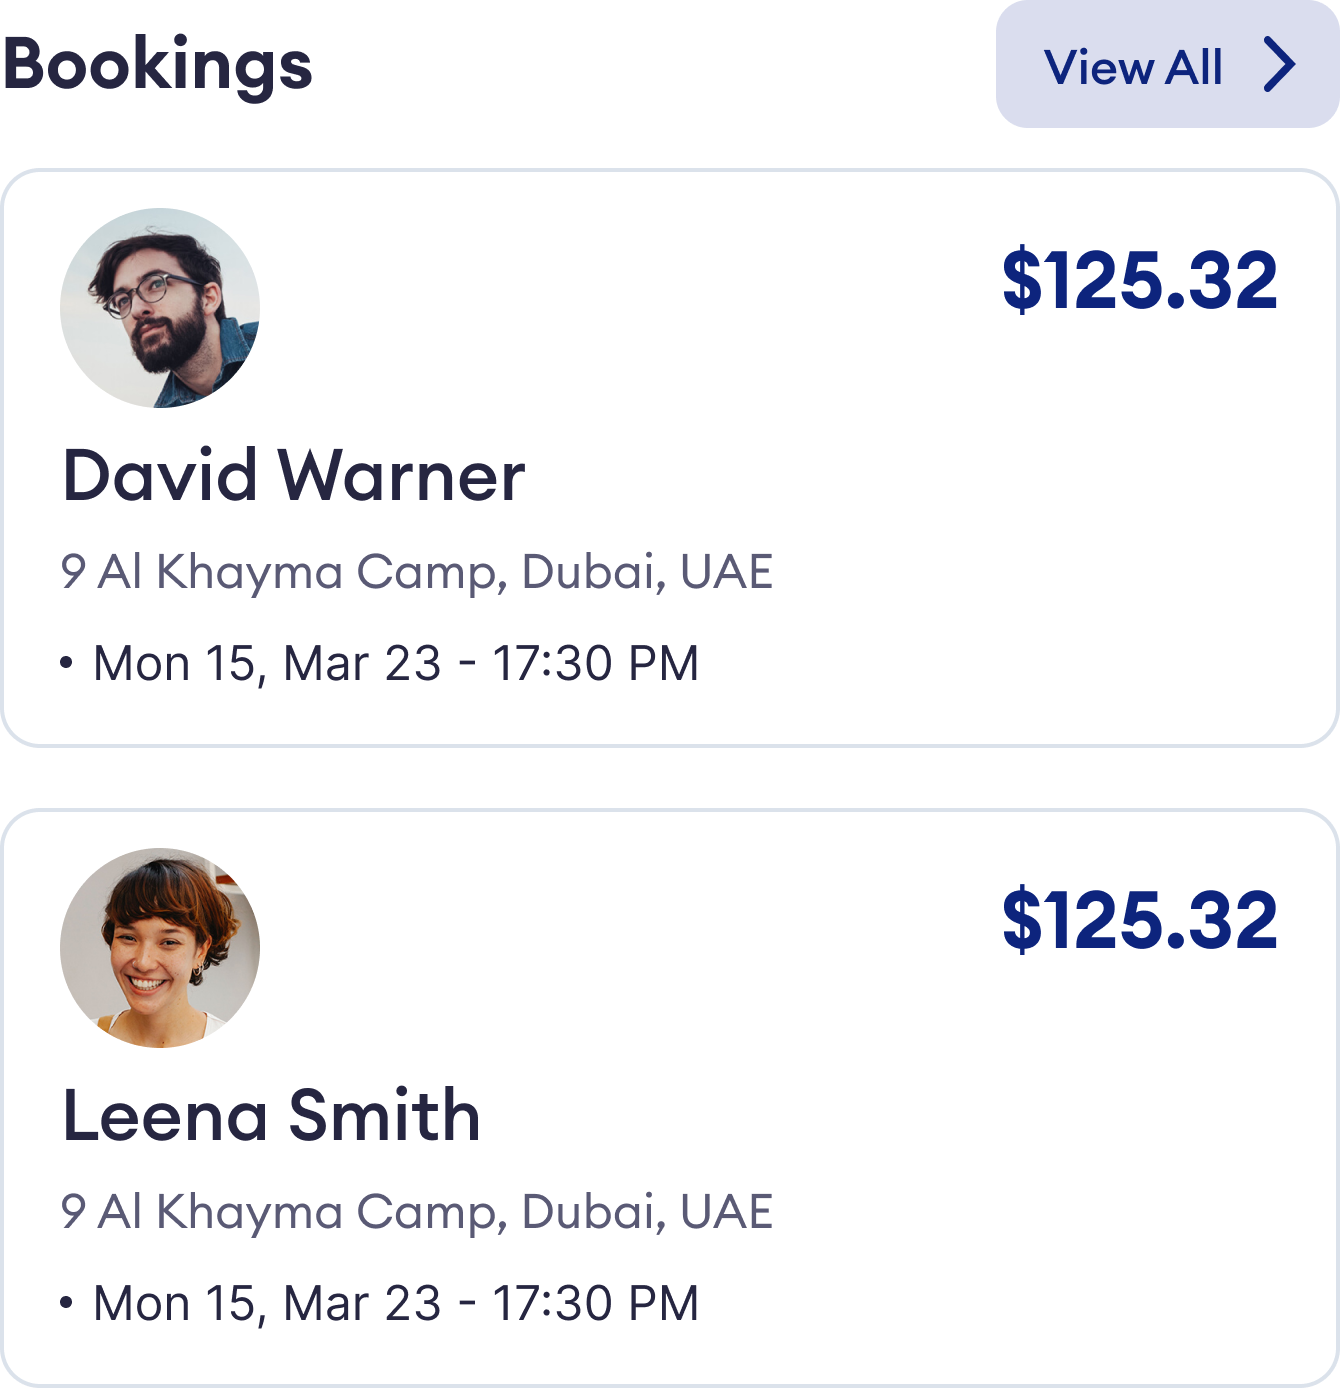 Bookings
View All
$125.32
David Warner
9 Al Khayma Camp, Dubai, UAE
• Mon 15, Mar 23 - 17:30 PM
$125.32
Leena Smith
9 Al Khayma Camp, Dubai, UAE
• Mon 15, Mar 23 - 17:30 PM